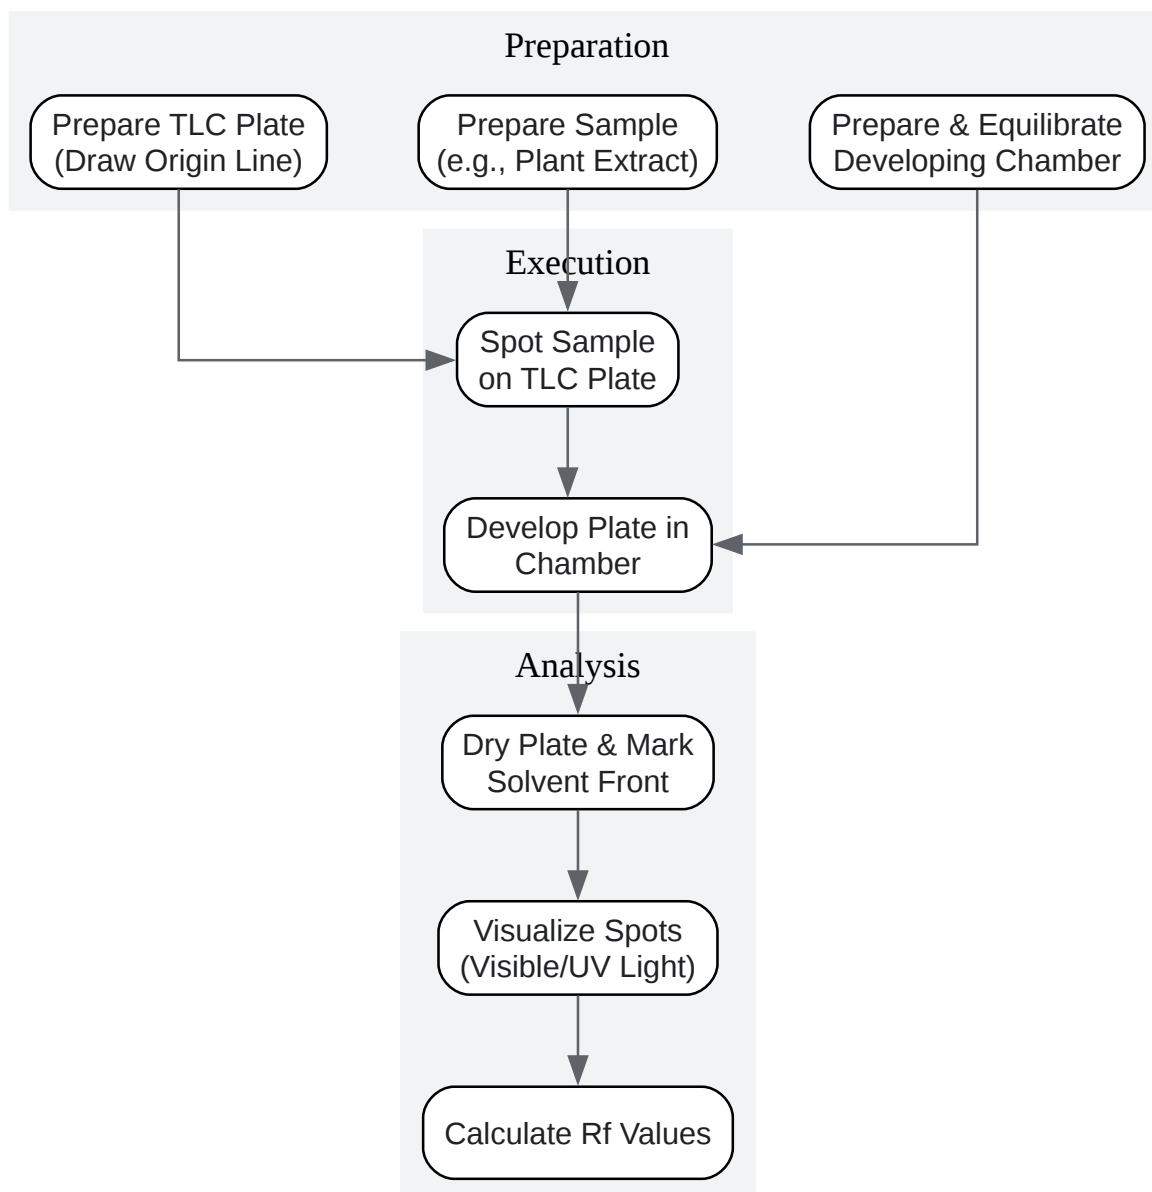 Preparation
Prepare TLC Plate
(Draw Origin Line)
Prepare Sample
(e.g., Plant Extract)
Prepare & Equilibrate
Developing Chamber
Execution
Spot Sample
on TLC Plate
Develop Plate in
Chamber
Analysis
Dry Plate & Mark
Solvent Front
Visualize Spots
(Visible/UV Light)
Calculate Rf Values